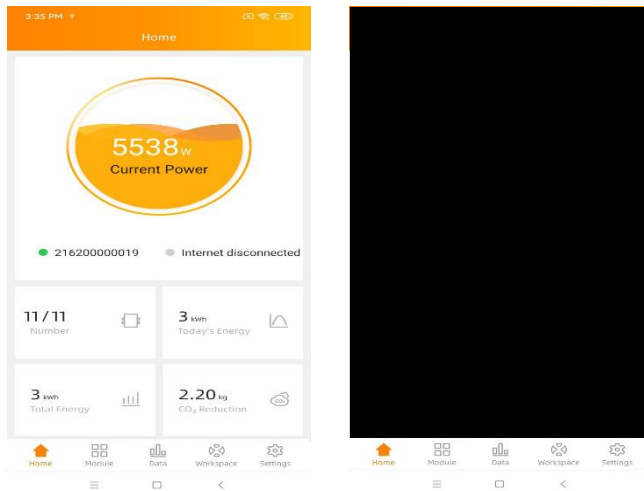 3:35 PM
Home
5538w
Current Power
216200000019
Internet disconnected
11/11
Number
3 kWh
Today's Energy
3 kWh
Total Energy
2.20 kg
CO₂ Reduction
Home Module Data Workspace Settings
Home Module Data Workspace Settings